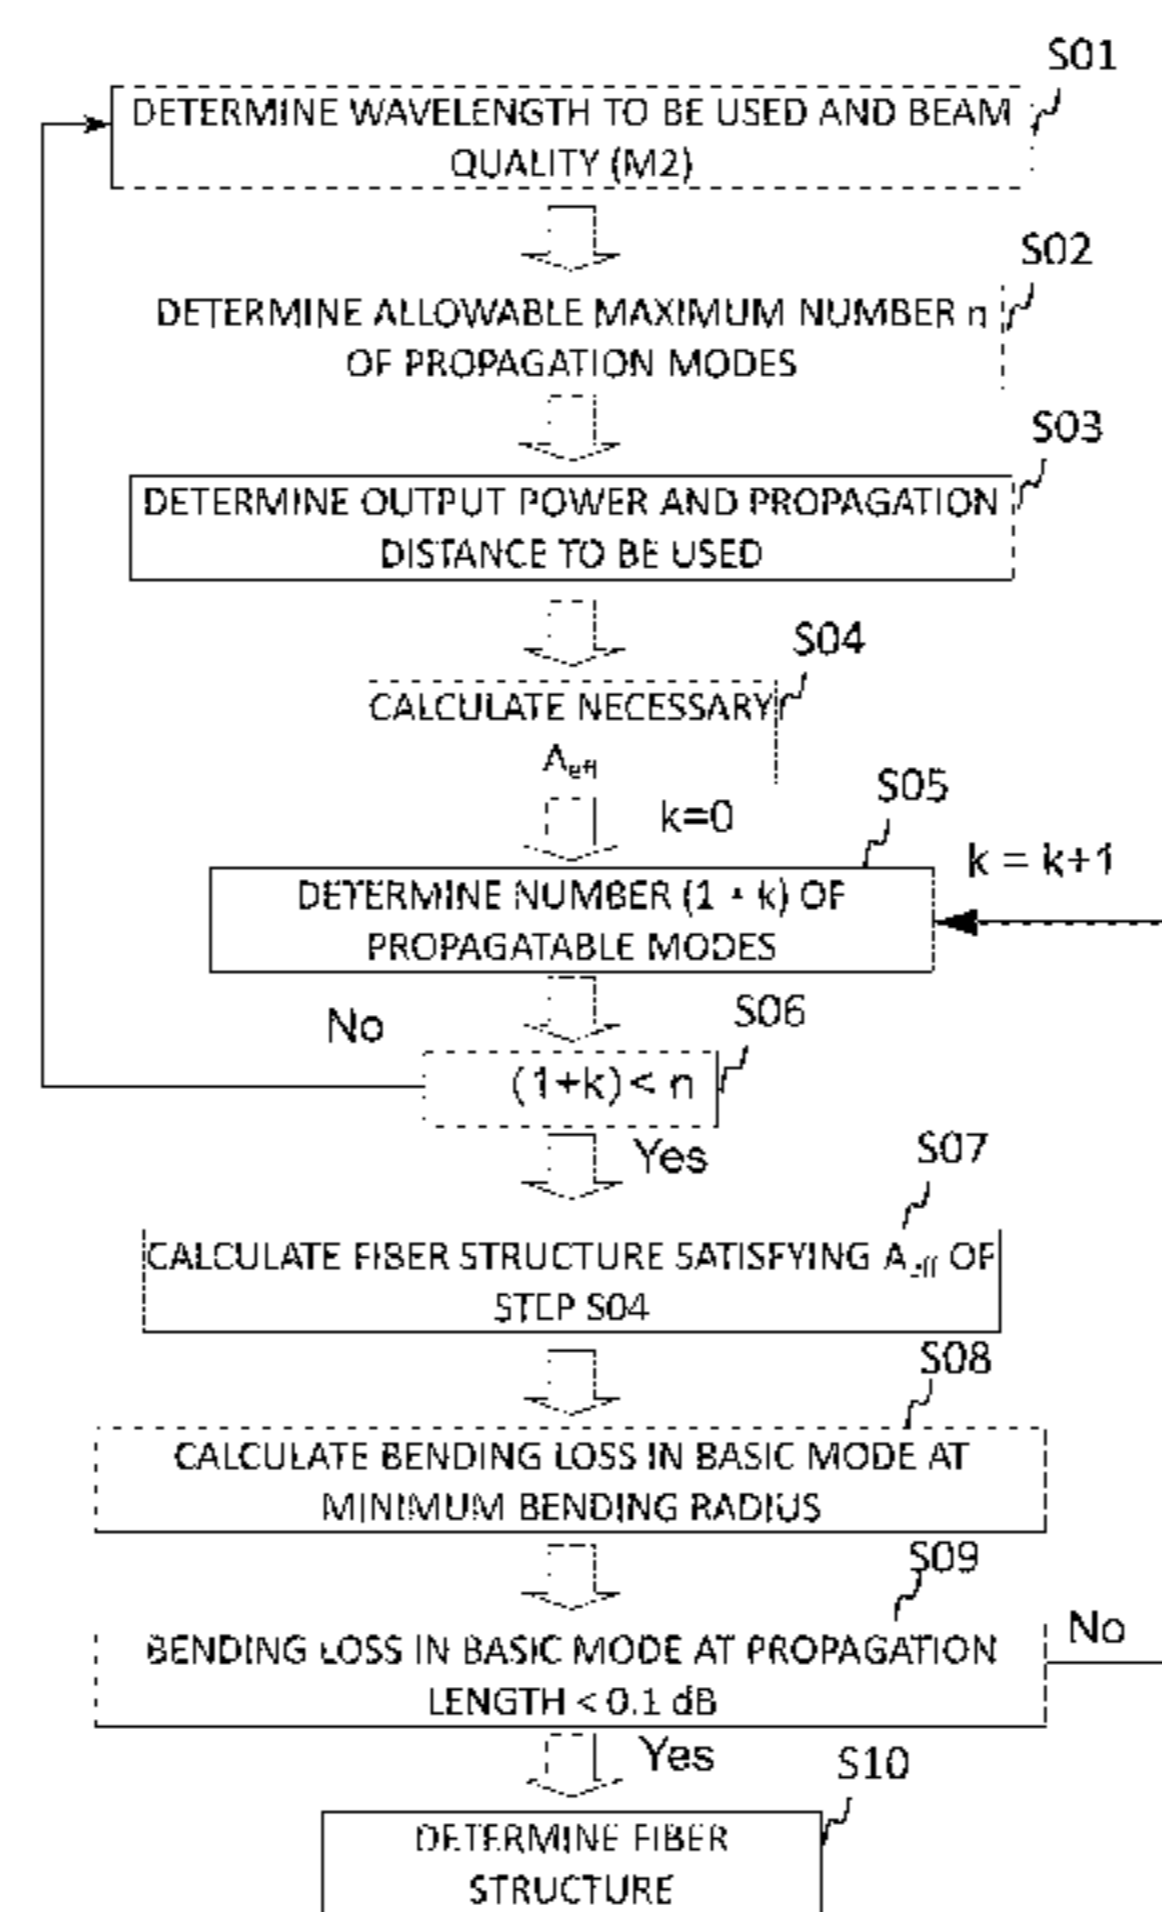 S01
DETERMINE WAVELENGTH TO BE USED AND BEAM
QUALITY (M2)
S02
DETERMINE ALLOWABLE MAXIMUM NUMBER n
OF PROPAGATION MODES
S03
DETERMINE OUTPUT POWER AND PROPAGATION
DISTANCE TO BE USED
S04
CALCULATE NECESSARY
Aeff
k=0
S05
k = k+1
DETERMINE NUMBER (1 + k) OF
PROPAGATABLE MODES
No
S06
(1+k)< n
Yes
S07
CALCULATE FIBER STRUCTURE SATISFYING Aeff OF
STEP S04
S08
CALCULATE BENDING LOSS IN BASIC MODE AT
MINIMUM BENDING RADIUS
S09
BENDING LOSS IN BASIC MODE AT PROPAGATION
LENGTH < 0.1 dB
No
Yes
S10
DETERMINE FIBER
STRUCTURE